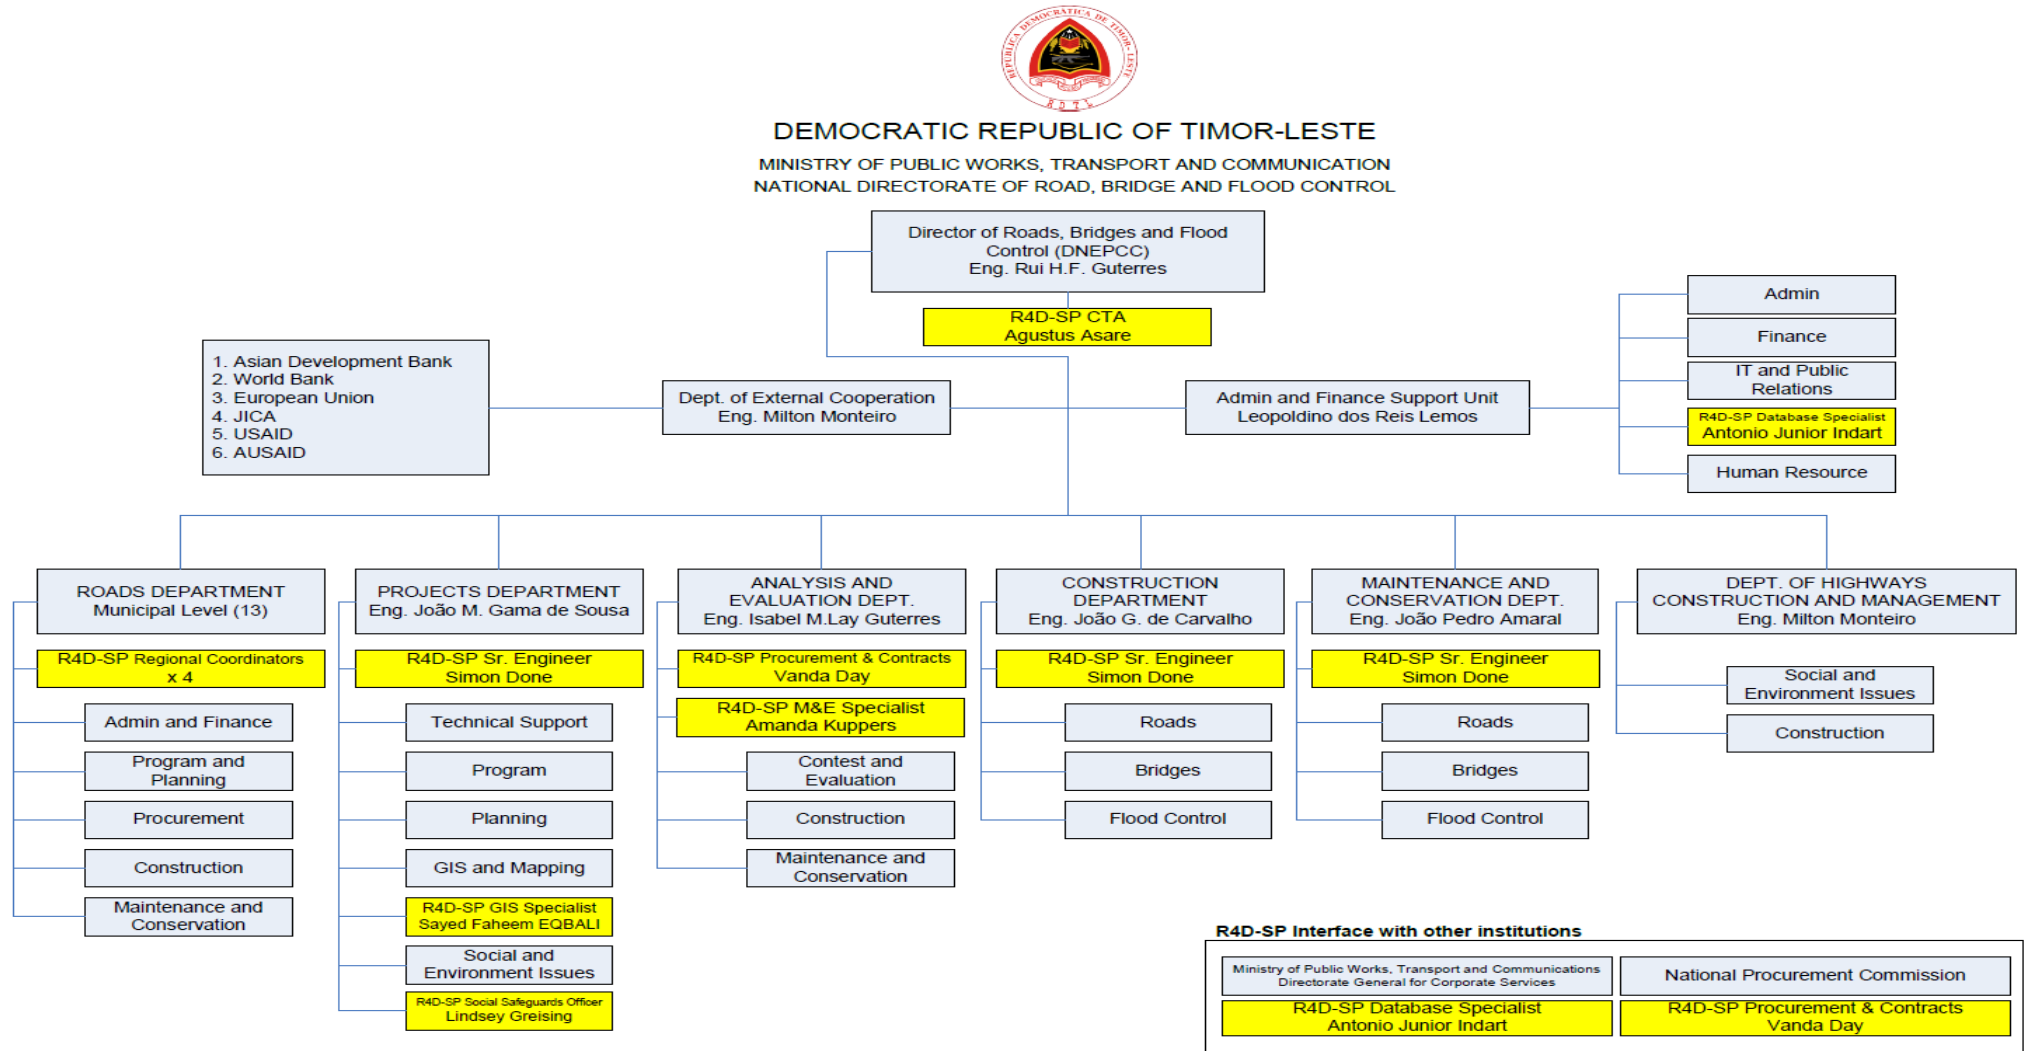 REPÚBLICA DEMOCRÁTICA DE TIMOR-LESTE
RDTL
DEMOCRATIC REPUBLIC OF TIMOR-LESTE
MINISTRY OF PUBLIC WORKS, TRANSPORT AND COMMUNICATION
NATIONAL DIRECTORATE OF ROAD, BRIDGE AND FLOOD CONTROL
Director of Roads, Bridges and Flood
Control (DNEPCC)
Eng. Rui H.F. Guterres
R4D-SP CTA
Agustus Asare
1. Asian Development Bank
2. World Bank
3. European Union
4. JICA
5. USAID
6. AUSAID
Dept. of External Cooperation
Eng. Milton Monteiro
Admin and Finance Support Unit
Leopoldino dos Reis Lemos
Admin
Finance
IT and Public
Relations
R4D-SP Database Specialist
Antonio Junior Indart
Human Resource
ROADS DEPARTMENT
Municipal Level (13)
R4D-SP Regional Coordinators
x 4
Admin and Finance
Program and
Planning
Procurement
Construction
Maintenance and
Conservation
PROJECTS DEPARTMENT
Eng. João M. Gama de Sousa
R4D-SP Sr. Engineer
Simon Done
Technical Support
Program
Planning
GIS and Mapping
R4D-SP GIS Specialist
Sayed Faheem EQBALI
Social and
Environment Issues
R4D-SP Social Safeguards Officer
Lindsey Greising
ANALYSIS AND
EVALUATION DEPT.
Eng. Isabel M.Lay Guterres
R4D-SP Procurement & Contracts
Vanda Day
R4D-SP M&E Specialist
Amanda Kuppers
Contest and
Evaluation
Construction
Maintenance and
Conservation
CONSTRUCTION
DEPARTMENT
Eng. João G. de Carvalho
R4D-SP Sr. Engineer
Simon Done
Roads
Bridges
Flood Control
MAINTENANCE AND
CONSERVATION DEPT.
Eng. João Pedro Amaral
R4D-SP Sr. Engineer
Simon Done
Roads
Bridges
Flood Control
DEPT. OF HIGHWAYS
CONSTRUCTION AND MANAGEMENT
Eng. Milton Monteiro
Social and
Environment Issues
Construction
R4D-SP Interface with other institutions
Ministry of Public Works, Transport and Communications
Directorate General for Corporate Services
R4D-SP Database Specialist
Antonio Junior Indart
National Procurement Commission
R4D-SP Procurement & Contracts
Vanda Day